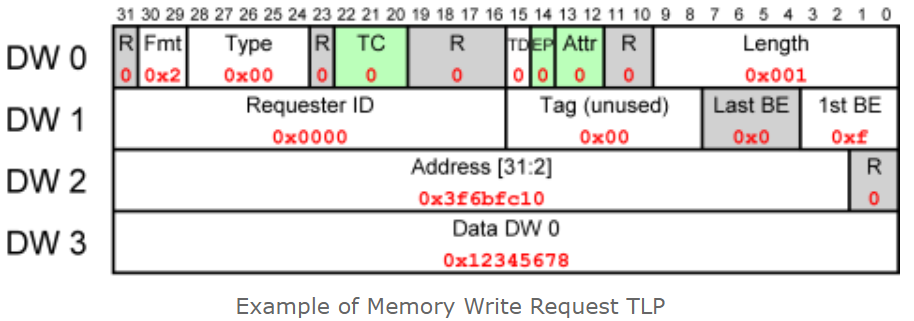 31 30 29 28 27 26 25 24 23 22 21 20 19 18 17 16 15 14 13 12 11 10 9 8 7 6 5 4 3 2 1 0
DW 0 R Fmt Type R TC R TD EP Attr R Length
0 0x2 0x00 0 0 0 0 0 0 0 0x001
DW 1 Requester ID Tag (unused) Last BE 1st BE
0x0000 0x00 0x0 0xf
DW 2 Address [31:2] R
0x3f6bfc10 0
DW 3 Data DW 0
0x12345678
Example of Memory Write Request TLP